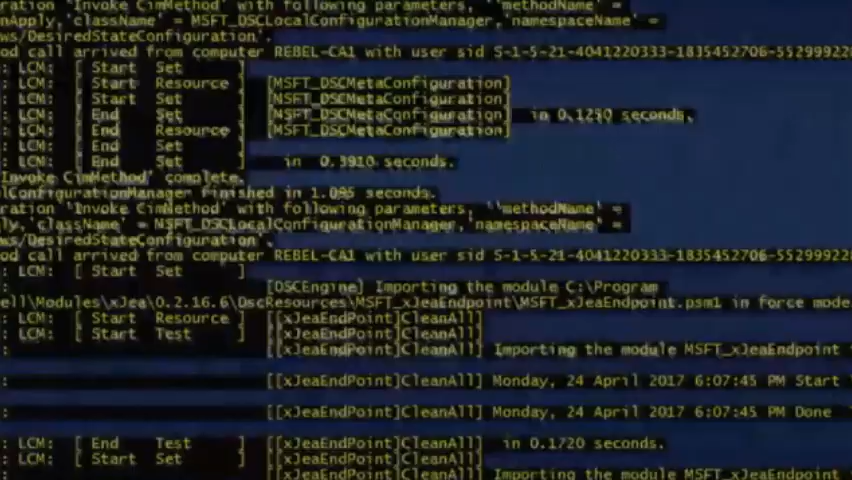 ration 'Invoke CimMethod' with following parameters, ''methodName' =
nApply,'className' = MSFT_DSCLocalConfigurationManager,'namespaceName' =
ws/DesiredStateConfiguration'.
od call arrived from computer REBEL-CA1 with user sid S-1-5-21-4041220333-1835452706-55299922
: LCM:  [ Start  Set      ]
: LCM:  [ Start  Resource ]  [MSFT_DSCMetaConfiguration]
: LCM:  [ Start  Set      ]  [MSFT_DSCMetaConfiguration]
: LCM:  [ End    Set      ]  [MSFT_DSCMetaConfiguration]  in 0.1250 seconds.
: LCM:  [ End    Resource ]  [MSFT_DSCMetaConfiguration]
: LCM:  [ End    Set      ]
: LCM:  [ End    Set      ]    in  0.3910 seconds.
Invoke CimMethod' complete.
lConfigurationManager finished in 1.095 seconds.
ration 'Invoke CimMethod' with following parameters, ''methodName' =
ly,'className' = MSFT_DSCLocalConfigurationManager,'namespaceName' =
ws/DesiredStateConfiguration'.
od call arrived from computer REBEL-CA1 with user sid S-1-5-21-4041220333-1835452706-55299922
: LCM:  [ Start  Set      ]
:                            [DSCEngine] Importing the module C:\Program
ell\Modules\xJea\0.2.16.6\DscResources\MSFT_xJeaEndpoint\MSFT_xJeaEndpoint.psm1 in force mode
: LCM:  [ Start  Resource ]  [[xJeaEndPoint]CleanAll]
: LCM:  [ Start  Test     ]  [[xJeaEndPoint]CleanAll]
:                            [[xJeaEndPoint]CleanAll] Importing the module MSFT_xJeaEndpoint
:                            [[xJeaEndPoint]CleanAll] Monday, 24 April 2017 6:07:45 PM Start
:                            [[xJeaEndPoint]CleanAll] Monday, 24 April 2017 6:07:45 PM Done
: LCM:  [ End    Test     ]  [[xJeaEndPoint]CleanAll]  in 0.1720 seconds.
: LCM:  [ Start  Set      ]  [[xJeaEndPoint]CleanAll]
:                            [[xJeaEndPoint]CleanAll] Importing the module MSFT_xJeaEndpoint